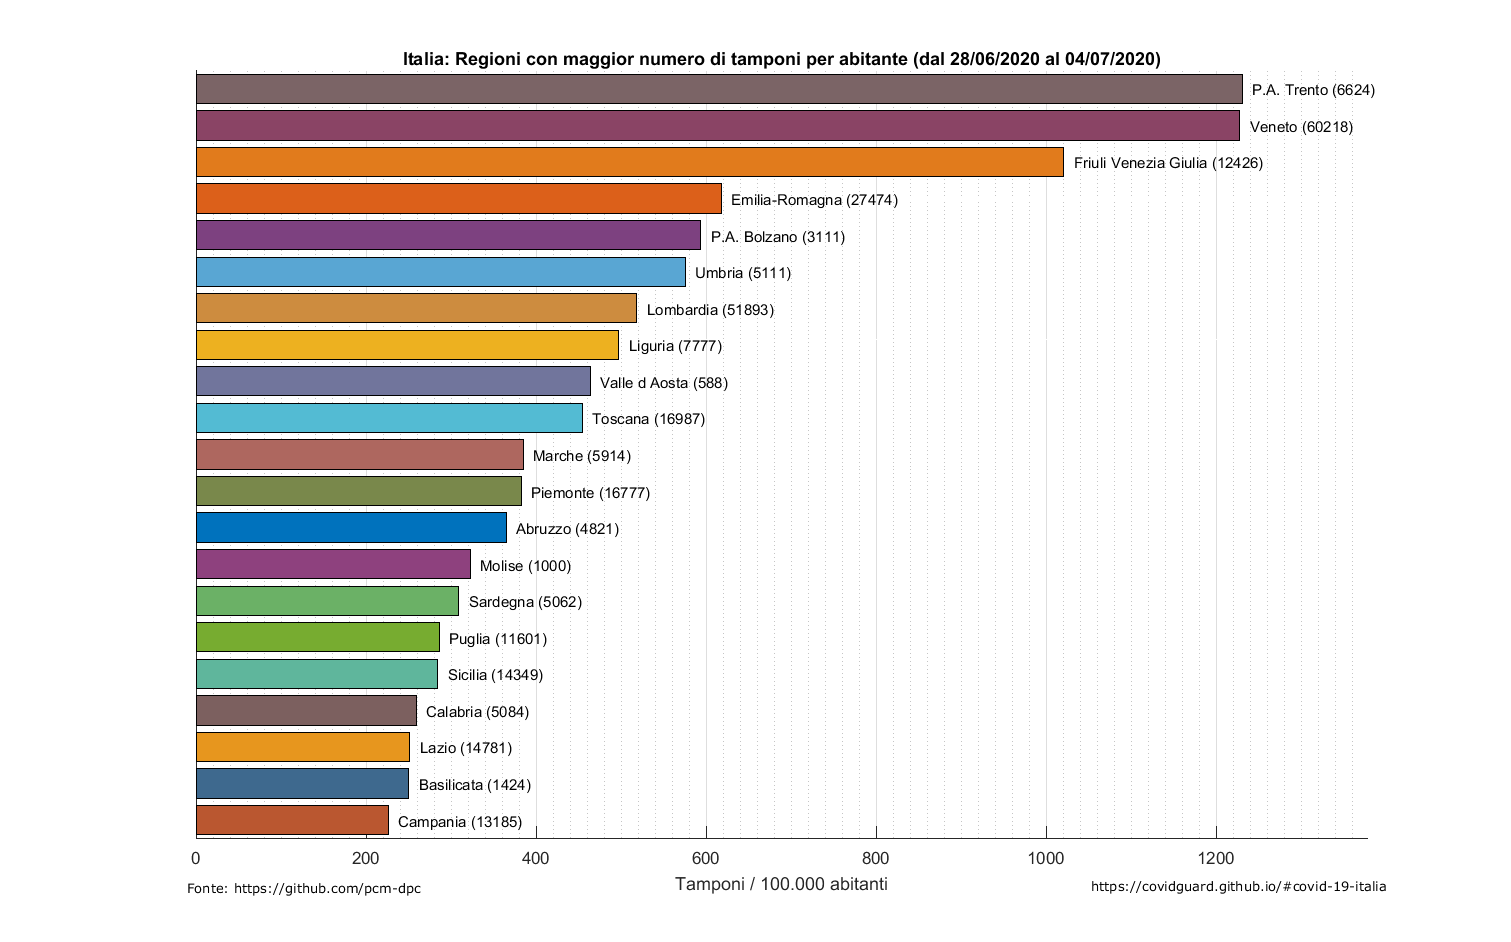 Italia: Regioni con maggior numero di tamponi per abitante (dal 28/06/2020 al 04/07/2020)
P.A. Trento (6624)
Veneto (60218)
Friuli Venezia Giulia (12426)
Emilia-Romagna (27474)
P.A. Bolzano (3111)
Umbria (5111)
Lombardia (51893)
Liguria (7777)
Valle d Aosta (588)
Toscana (16987)
Marche (5914)
Piemonte (16777)
Abruzzo (4821)
Molise (1000)
Sardegna (5062)
Puglia (11601)
Sicilia (14349)
Calabria (5084)
Lazio (14781)
Basilicata (1424)
Campania (13185)
0 200 400 600 800 1000 1200
Tamponi / 100.000 abitanti
Fonte: https://github.com/pcm-dpc
https://covidguard.github.io/#covid-19-italia